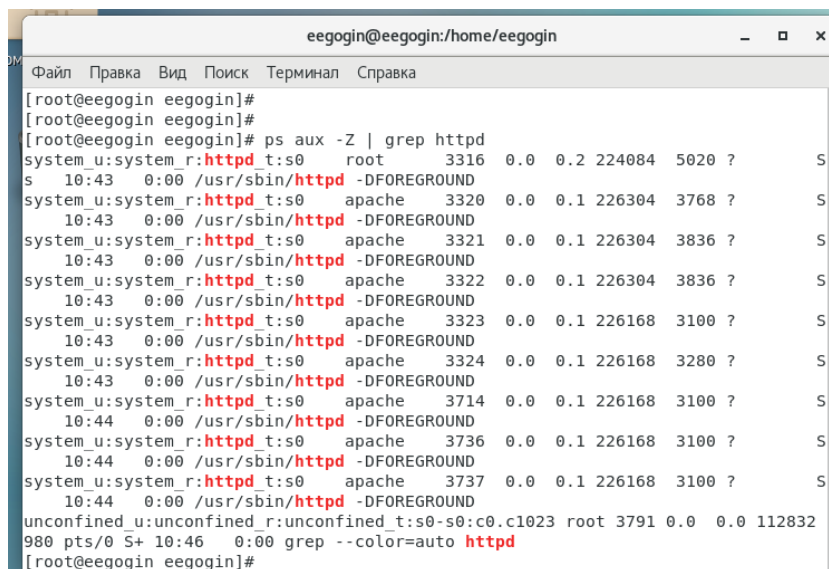 eegogin@eegogin:/home/eegogin
Файл Правка Вид Поиск Терминал Справка
[root@eegogin eegogin]#
[root@eegogin eegogin]#
[root@eegogin eegogin]# ps aux -Z | grep httpd
system_u:system_r:httpd_t:s0    root      3316  0.0  0.2 224084  5020 ?        S
s   10:43   0:00 /usr/sbin/httpd -DFOREGROUND
system_u:system_r:httpd_t:s0    apache    3320  0.0  0.1 226304  3768 ?        S
    10:43   0:00 /usr/sbin/httpd -DFOREGROUND
system_u:system_r:httpd_t:s0    apache    3321  0.0  0.1 226304  3836 ?        S
    10:43   0:00 /usr/sbin/httpd -DFOREGROUND
system_u:system_r:httpd_t:s0    apache    3322  0.0  0.1 226304  3836 ?        S
    10:43   0:00 /usr/sbin/httpd -DFOREGROUND
system_u:system_r:httpd_t:s0    apache    3323  0.0  0.1 226168  3100 ?        S
    10:43   0:00 /usr/sbin/httpd -DFOREGROUND
system_u:system_r:httpd_t:s0    apache    3324  0.0  0.1 226168  3280 ?        S
    10:43   0:00 /usr/sbin/httpd -DFOREGROUND
system_u:system_r:httpd_t:s0    apache    3714  0.0  0.1 226168  3100 ?        S
    10:44   0:00 /usr/sbin/httpd -DFOREGROUND
system_u:system_r:httpd_t:s0    apache    3736  0.0  0.1 226168  3100 ?        S
    10:44   0:00 /usr/sbin/httpd -DFOREGROUND
system_u:system_r:httpd_t:s0    apache    3737  0.0  0.1 226168  3100 ?        S
    10:44   0:00 /usr/sbin/httpd -DFOREGROUND
unconfined_u:unconfined_r:unconfined_t:s0-s0:c0.c1023 root 3791 0.0  0.0 112832
980 pts/0 S+ 10:46   0:00 grep --color=auto httpd
[root@eegogin eegogin]#